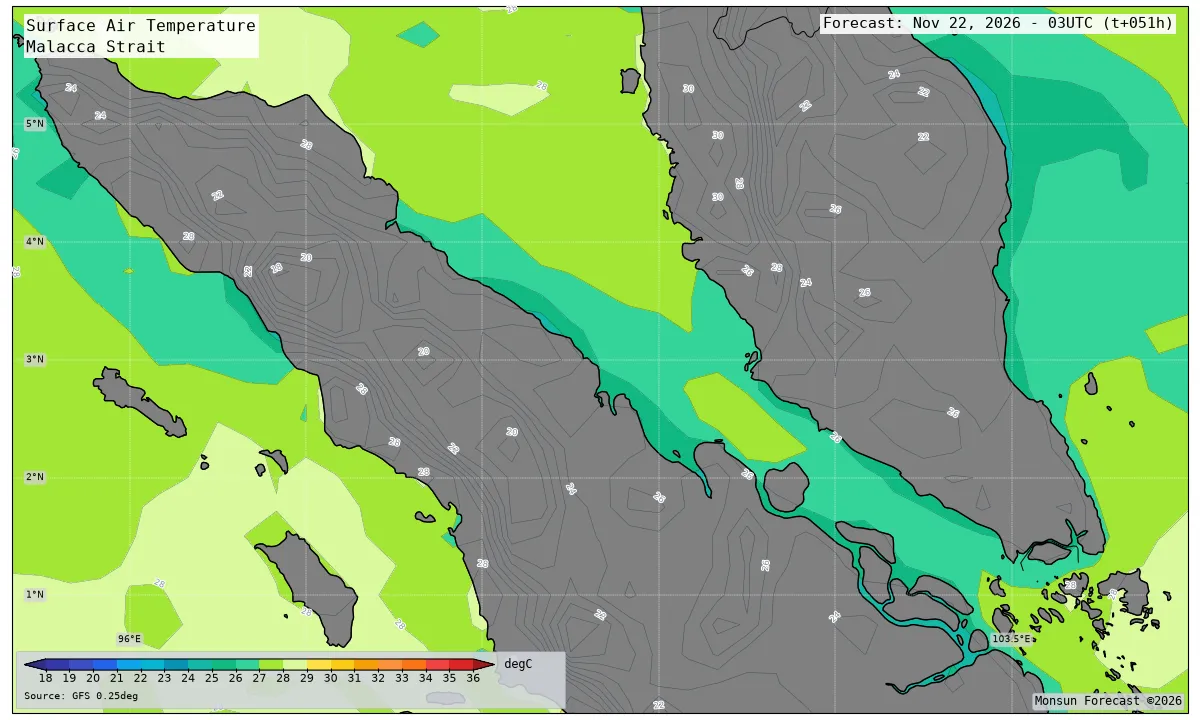 Surface Air Temperature
Malacca Strait
Forecast: Nov 22, 2026 - 03UTC (t+051h)
5°N
4°N
3°N
2°N
1°N
96°E
103.5°E
18 19 20 21 22 23 24 25 26 27 28 29 30 31 32 33 34 35 36
degC
Source: GFS 0.25deg
Monsun Forecast ©2026